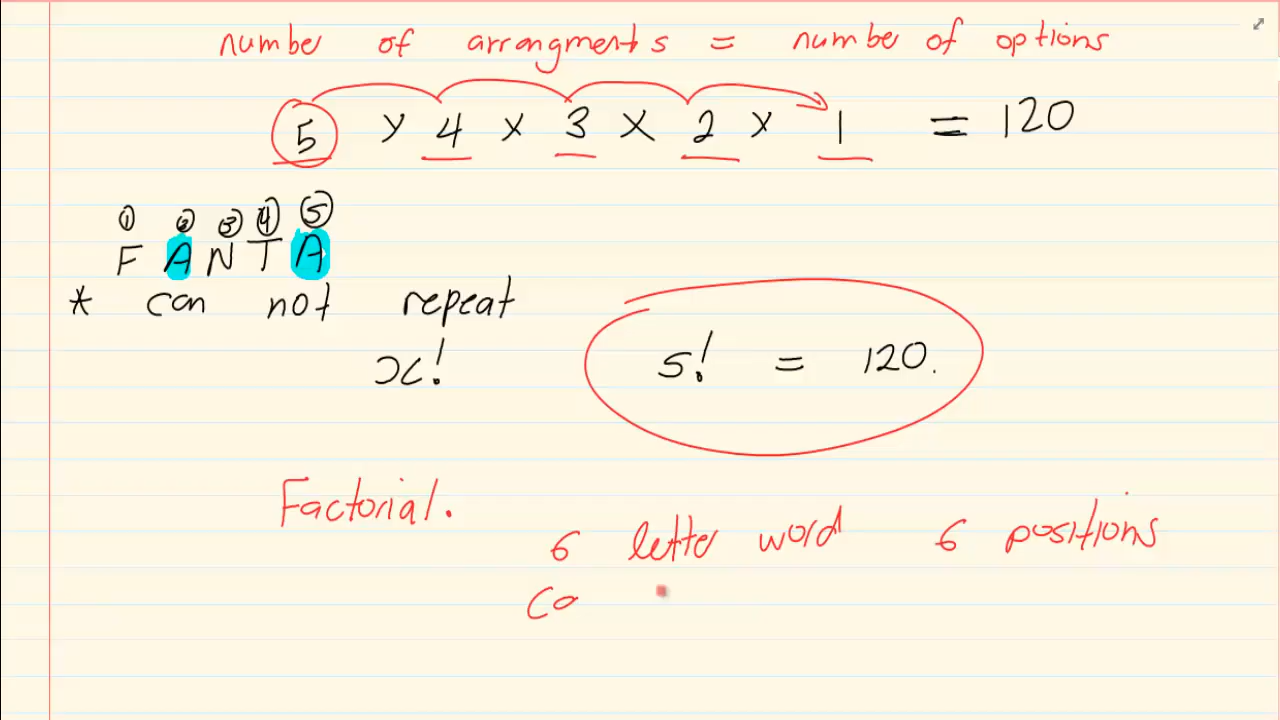 number of arrangments = number of options
5 x 4 x 3 x 2 x 1 = 120
1 2 3 4 5
F A N T A
* can not repeat
x! 5! = 120.
Factorial.
6 letter word 6 positions
Ca